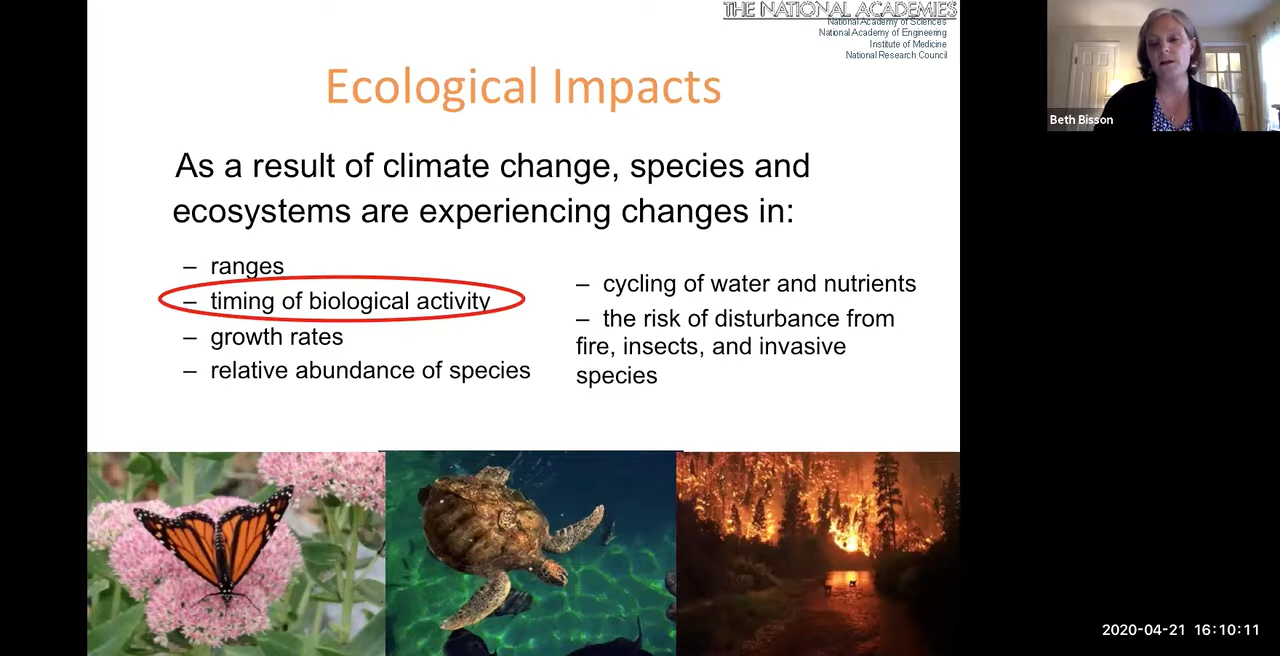 THE NATIONAL ACADEMIES
National Academy of Sciences
National Academy of Engineering
Institute of Medicine
National Research Council
Ecological Impacts
As a result of climate change, species and
ecosystems are experiencing changes in:
– ranges
– timing of biological activity
– growth rates
– relative abundance of species
– cycling of water and nutrients
– the risk of disturbance from
fire, insects, and invasive
species
Beth Bisson
2020-04-21 16:10:11